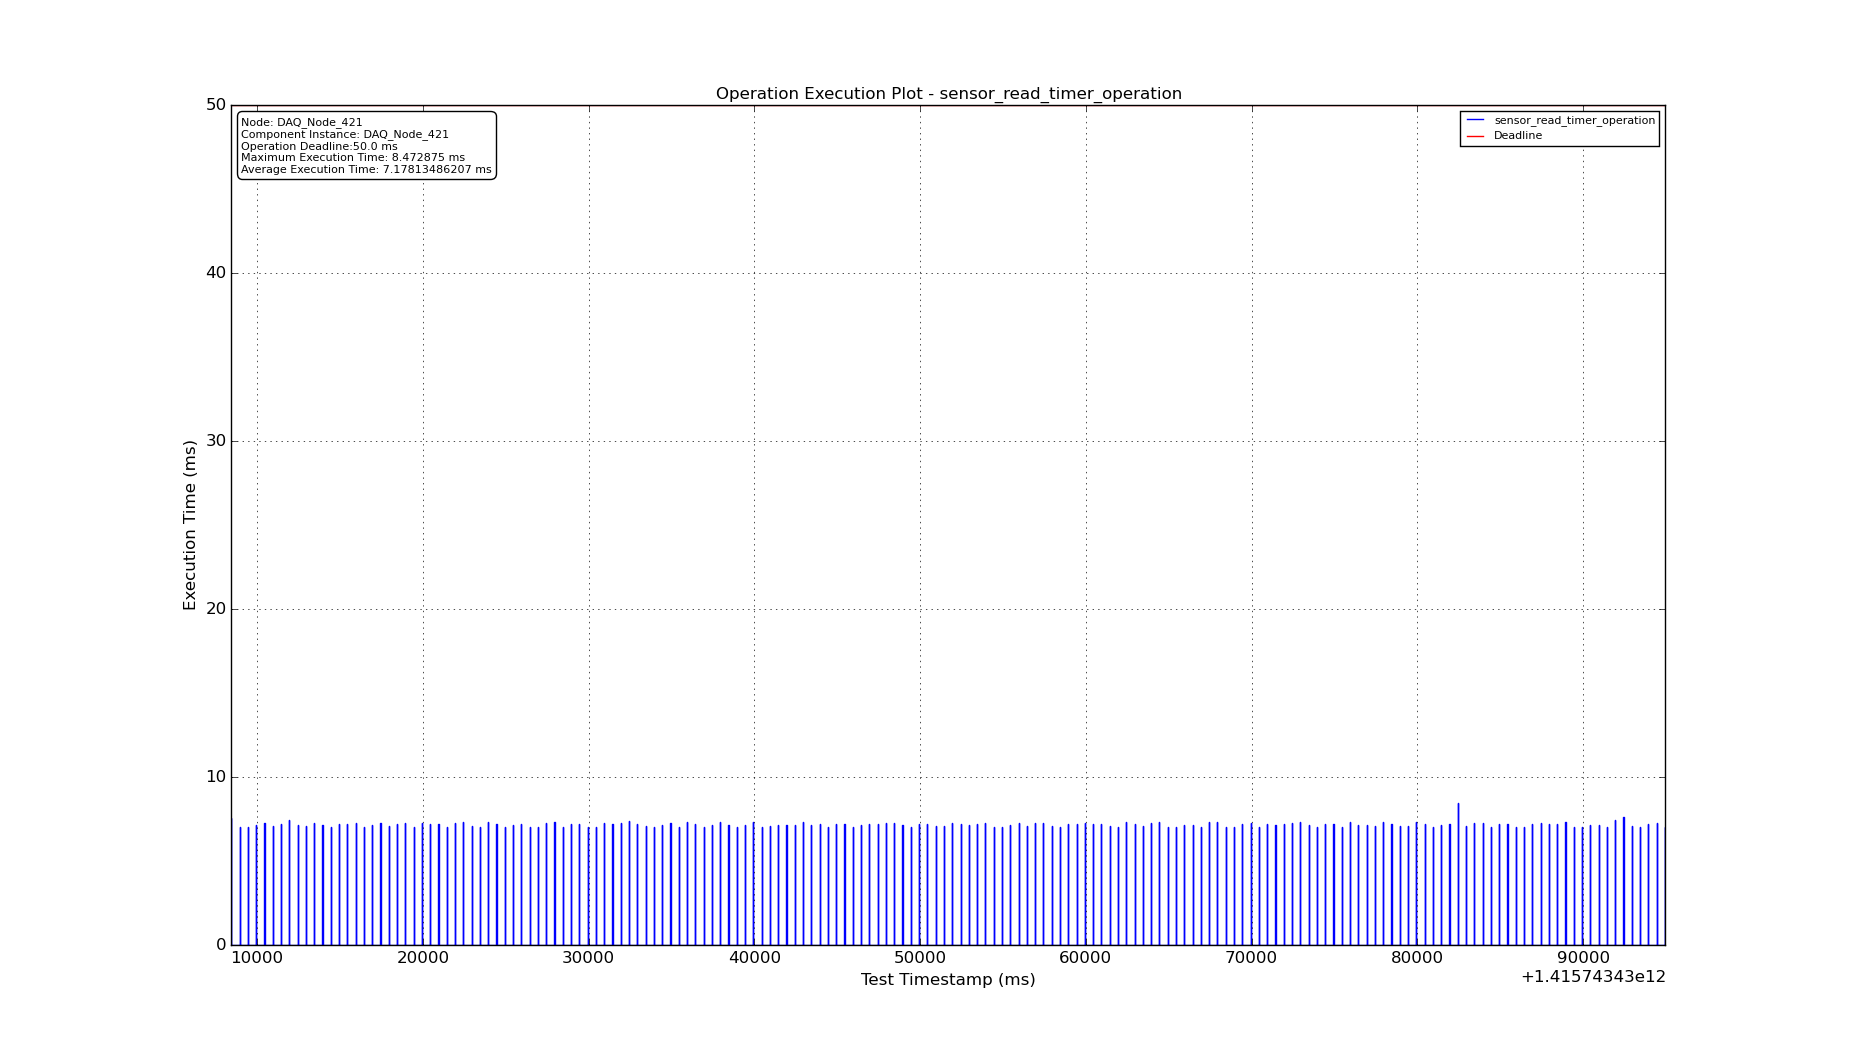 Operation Execution Plot - sensor_read_timer_operation
Node: DAQ_Node_421
Component Instance: DAQ_Node_421
Operation Deadline:50.0 ms
Maximum Execution Time: 8.472875 ms
Average Execution Time: 7.17813486207 ms
sensor_read_timer_operation
Deadline
50
40
30
20
10
0
Execution Time (ms)
10000 20000 30000 40000 50000 60000 70000 80000 90000
+1.41574343e12
Test Timestamp (ms)